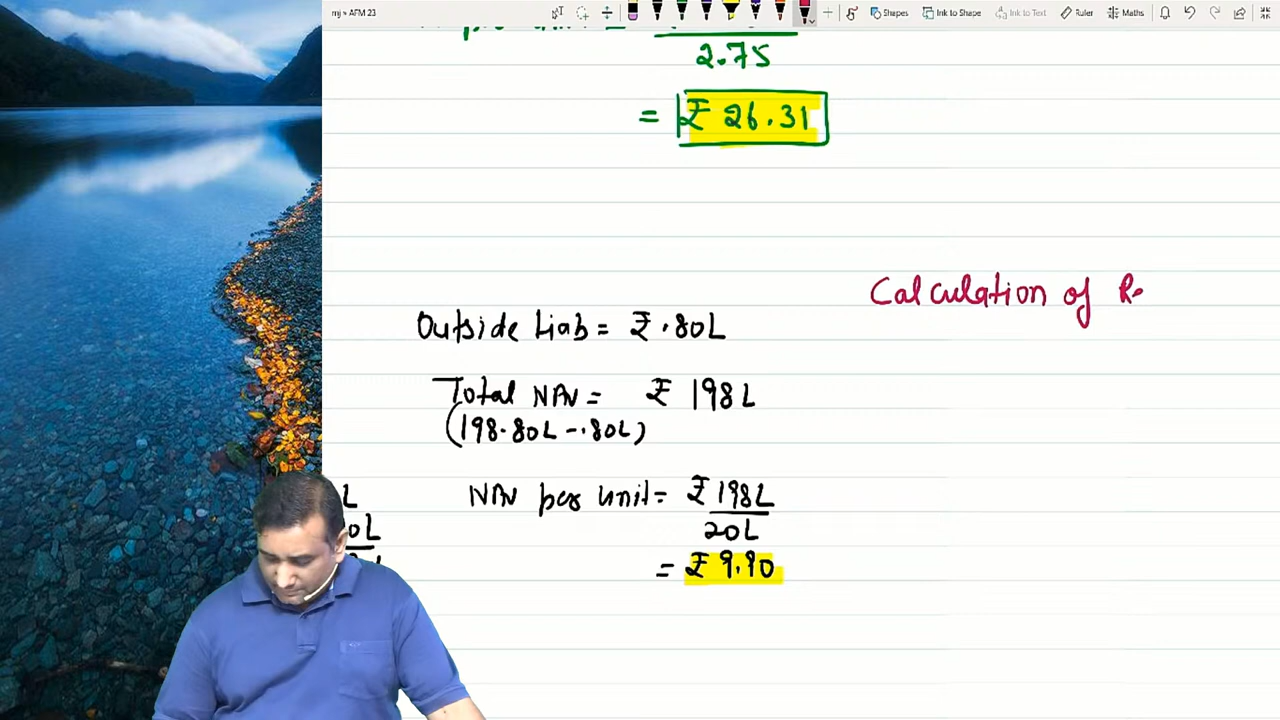 mj » AFM 23
Shapes Ink to Shape Ink to Text Ruler Maths
2.75
= ₹ 26.31
Calculation of R
Outside Liab = ₹ .80L
Total NAV = ₹ 198L
(198.80L - .80L)
NAV per unit = ₹ 198L
20L
= ₹ 9.90
L
0L